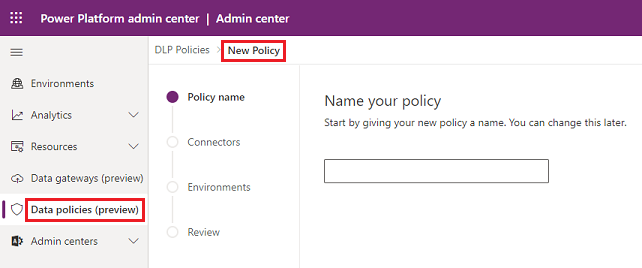 Power Platform admin center | Admin center
DLP Policies > New Policy
Environments
Analytics
Resources
Data gateways (preview)
Data policies (preview)
Admin centers
Policy name
Connectors
Environments
Review
Name your policy
Start by giving your new policy a name. You can change this later.